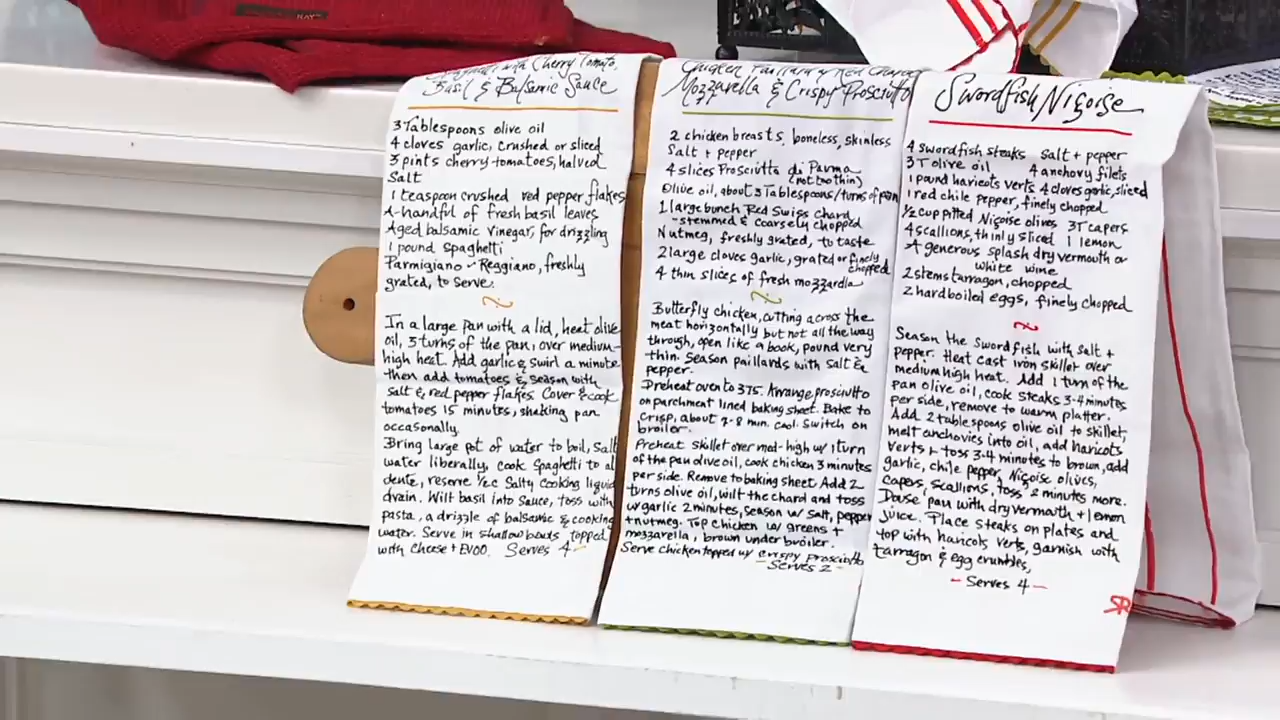 with Cherry Tomato,
Basil & Balsamic Sauce
3 Tablespoons olive oil
4 cloves garlic, crushed or sliced
3 pints cherry tomatoes, halved
Salt
1 teaspoon crushed red pepper flakes
A handful of fresh basil leaves
Aged balsamic vinegar, for drizzling
1 pound spaghetti
Parmigiano-Reggiano, freshly
grated, to serve.
In a large pan with a lid, heat olive
oil, 3 turns of the pan, over medium-
high heat. Add garlic & swirl a minute
then add tomatoes & season with
salt & red pepper flakes. Cover & cook
tomatoes 15 minutes, shaking pan
occasionally.
Bring large pot of water to boil, Salt
water liberally, cook spaghetti to al
dente, reserve 1/2 c salty cooking liquid
drain. Wilt basil into sauce, toss with
pasta, a drizzle of balsamic & cooking
water. Serve in shallow bowls, topped
with cheese + EVOO. Serves 4
Chicken Paillard w/ Red Chard
Mozzarella & Crispy Prosciutto
2 chicken breasts, boneless, skinless
Salt + pepper
4 slices Prosciutto di Parma
(not too thin)
Olive oil, about 3 Tablespoons/turns of pan
1 large bunch Red Swiss Chard
- stemmed & coarsely chopped
Nutmeg, freshly grated, to taste
2 large cloves garlic, grated or finely
chopped
4 thin slices of fresh mozzarella
Butterfly chicken, cutting across the
meat horizontally but not all the way
through, open like a book, pound very
thin. Season paillards with salt &
pepper.
Preheat oven to 375. Arrange prosciutto
on parchment lined baking sheet. Bake to
crisp, about 7-8 min. Cool. Switch on
broiler.
Preheat skillet over med-high w/ 1 turn
of the pan olive oil, cook chicken 3 minutes
per side. Remove to baking sheet. Add 2
turns olive oil, wilt the chard and toss
w/ garlic 2 minutes, season w/ salt, pepper
+ nutmeg. Top chicken w/ greens +
mozzarella, brown under broiler.
Serve chicken topped w/ crispy prosciutto
- Serves 2 -
Swordfish Niçoise
4 swordfish steaks Salt + pepper
3 T olive oil 4 anchovy filets
1 pound haricots verts 4 cloves garlic, sliced
1 red chile pepper, finely chopped
1/2 cup pitted Niçoise olives 3T capers
4 scallions, thinly sliced 1 lemon
A generous splash dry vermouth or
white wine
2 stems tarragon, chopped
2 hardboiled eggs, finely chopped
Season the swordfish with salt +
pepper. Heat cast iron skillet over
medium high heat. Add 1 turn of the
pan olive oil, cook steaks 3-4 minutes
per side, remove to warm platter.
Add 2 tablespoons olive oil to skillet,
melt anchovies into oil, add haricots
verts + toss 3-4 minutes to brown, add
garlic, chile pepper, Niçoise olives,
capers, scallions, toss 2 minutes more.
Douse pan with dry vermouth + lemon
juice. Place steaks on plates and
top with haricots verts, garnish with
tarragon & egg crumbles,
- Serves 4 -